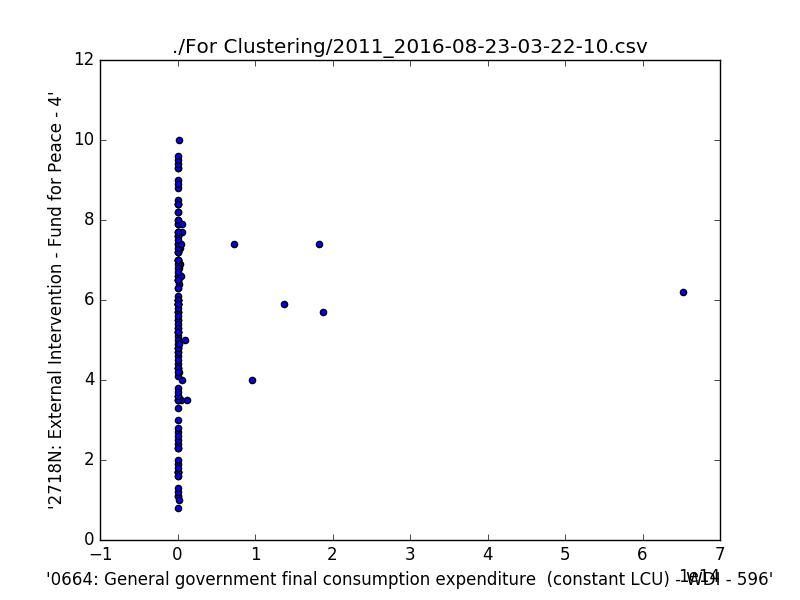 ./For Clustering/2011_2016-08-23-03-22-10.csv
12
10
8
6
4
2
0
'2718N: External Intervention - Fund for Peace - 4'
−1 0 1 2 3 4 5 6 7
1e14
'0664: General government final consumption expenditure  (constant LCU) - WDI - 596'